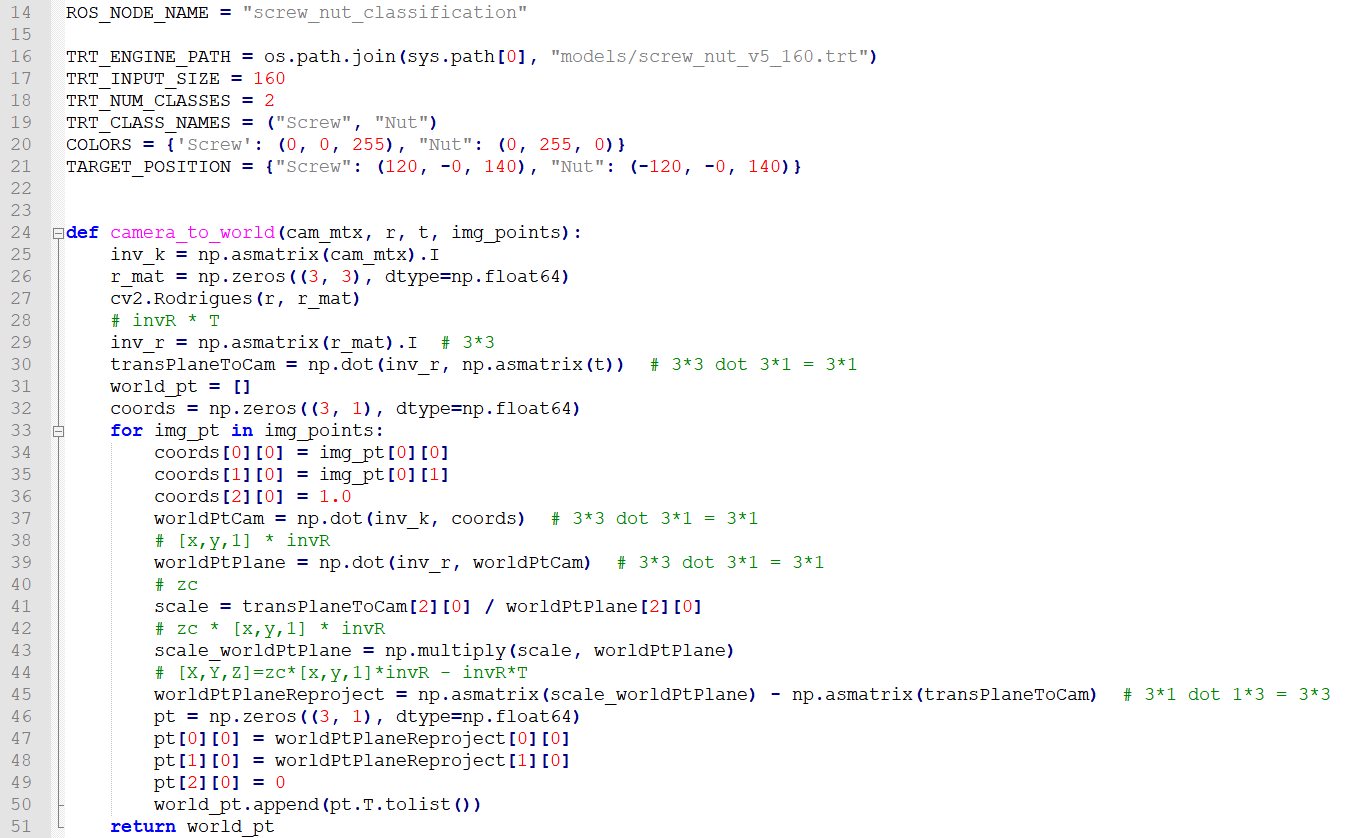 14 ROS_NODE_NAME = "screw_nut_classification"
15
16 TRT_ENGINE_PATH = os.path.join(sys.path[0], "models/screw_nut_v5_160.trt")
17 TRT_INPUT_SIZE = 160
18 TRT_NUM_CLASSES = 2
19 TRT_CLASS_NAMES = ("Screw", "Nut")
20 COLORS = {'Screw': (0, 0, 255), "Nut": (0, 255, 0)}
21 TARGET_POSITION = {"Screw": (120, -0, 140), "Nut": (-120, -0, 140)}
22
23
24 def camera_to_world(cam_mtx, r, t, img_points):
25     inv_k = np.asmatrix(cam_mtx).I
26     r_mat = np.zeros((3, 3), dtype=np.float64)
27     cv2.Rodrigues(r, r_mat)
28     # invR * T
29     inv_r = np.asmatrix(r_mat).I  # 3*3
30     transPlaneToCam = np.dot(inv_r, np.asmatrix(t))  # 3*3 dot 3*1 = 3*1
31     world_pt = []
32     coords = np.zeros((3, 1), dtype=np.float64)
33     for img_pt in img_points:
34         coords[0][0] = img_pt[0][0]
35         coords[1][0] = img_pt[0][1]
36         coords[2][0] = 1.0
37         worldPtCam = np.dot(inv_k, coords)  # 3*3 dot 3*1 = 3*1
38         # [x,y,1] * invR
39         worldPtPlane = np.dot(inv_r, worldPtCam)  # 3*3 dot 3*1 = 3*1
40         # zc
41         scale = transPlaneToCam[2][0] / worldPtPlane[2][0]
42         # zc * [x,y,1] * invR
43         scale_worldPtPlane = np.multiply(scale, worldPtPlane)
44         # [X,Y,Z]=zc*[x,y,1]*invR - invR*T
45         worldPtPlaneReproject = np.asmatrix(scale_worldPtPlane) - np.asmatrix(transPlaneToCam)  # 3*1 dot 1*3 = 3*3
46         pt = np.zeros((3, 1), dtype=np.float64)
47         pt[0][0] = worldPtPlaneReproject[0][0]
48         pt[1][0] = worldPtPlaneReproject[1][0]
49         pt[2][0] = 0
50         world_pt.append(pt.T.tolist())
51     return world_pt